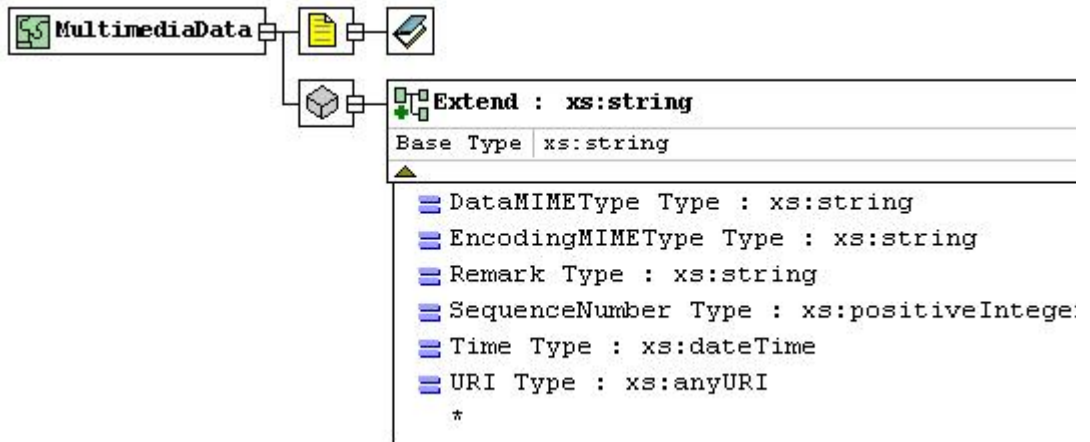 MultimediaData
Extend : xs:string
Base Type xs:string
DataMIMEType Type : xs:string
EncodingMIMEType Type : xs:string
Remark Type : xs:string
SequenceNumber Type : xs:positiveInteger
Time Type : xs:dateTime
URI Type : xs:anyURI
*